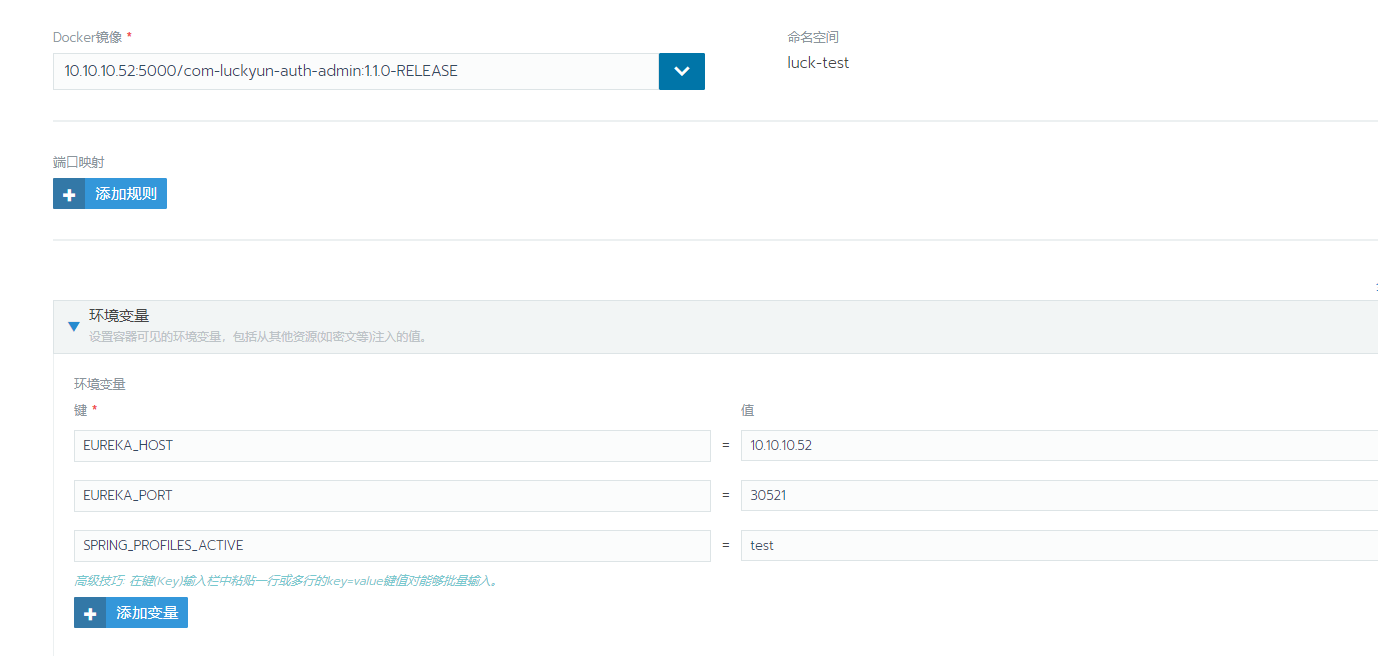 Docker镜像 *
命名空间
10.10.10.52:5000/com-luckyun-auth-admin:1.1.0-RELEASE
luck-test
端口映射
添加规则
环境变量
设置容器可见的环境变量，包括从其他资源(如密文等)注入的值。
环境变量
键 *
值
EUREKA_HOST = 10.10.10.52
EUREKA_PORT = 30521
SPRING_PROFILES_ACTIVE = test
高级技巧: 在键(Key)输入栏中粘贴一行或多行的key=value键值对能够批量输入。
添加变量